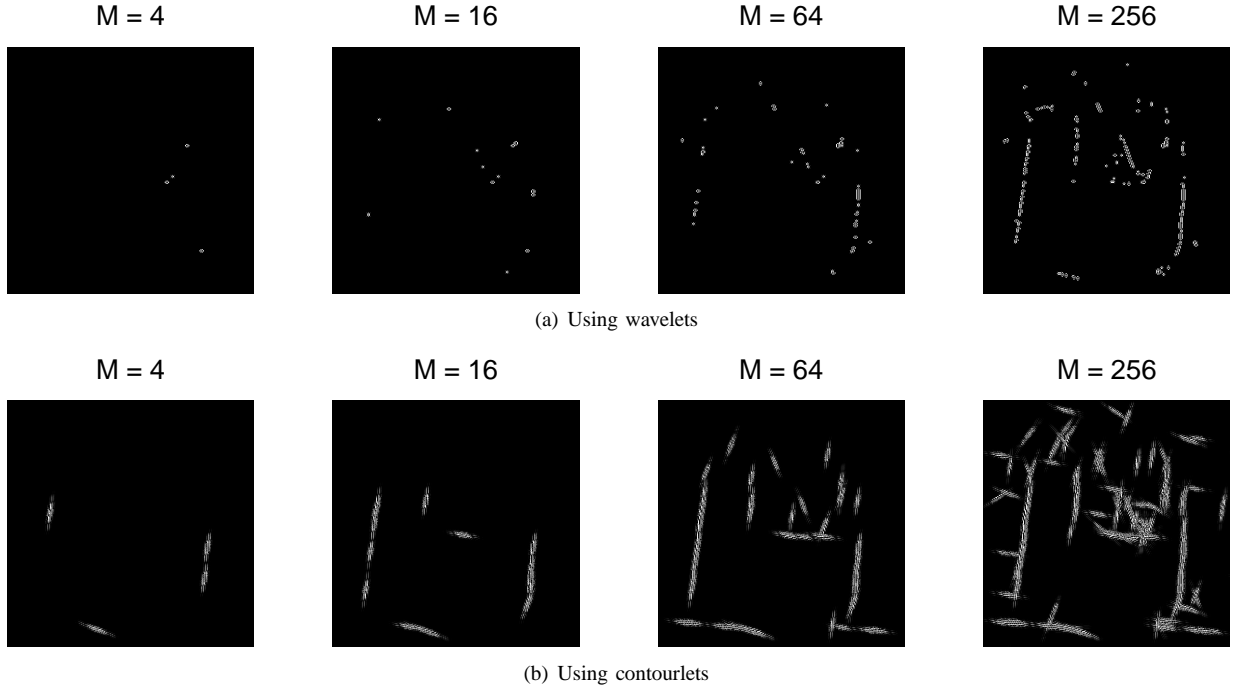 M = 4 M = 16 M = 64 M = 256
(a) Using wavelets
M = 4 M = 16 M = 64 M = 256
(b) Using contourlets